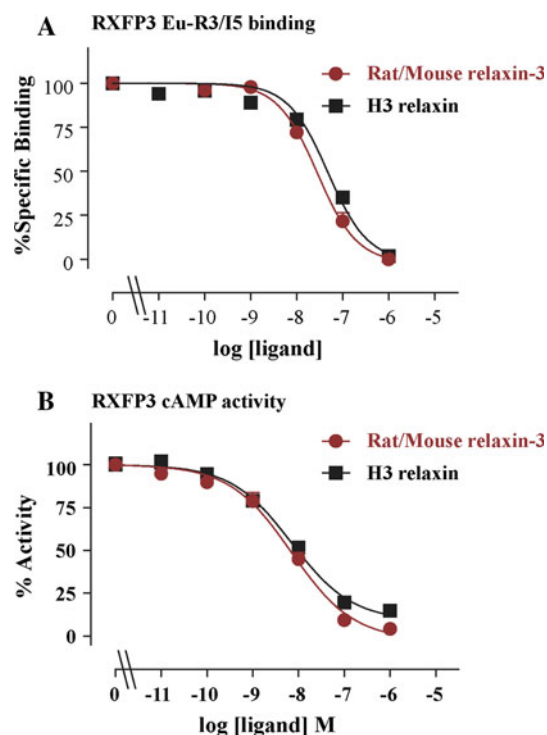 A RXFP3 Eu-R3/I5 binding
Rat/Mouse relaxin-3
H3 relaxin
%Specific Binding
100
75
50
25
0
0 -11 -10 -9 -8 -7 -6 -5
log [ligand]
B RXFP3 cAMP activity
Rat/Mouse relaxin-3
H3 relaxin
% Activity
100
75
50
25
0
0 -11 -10 -9 -8 -7 -6 -5
log [ligand] M